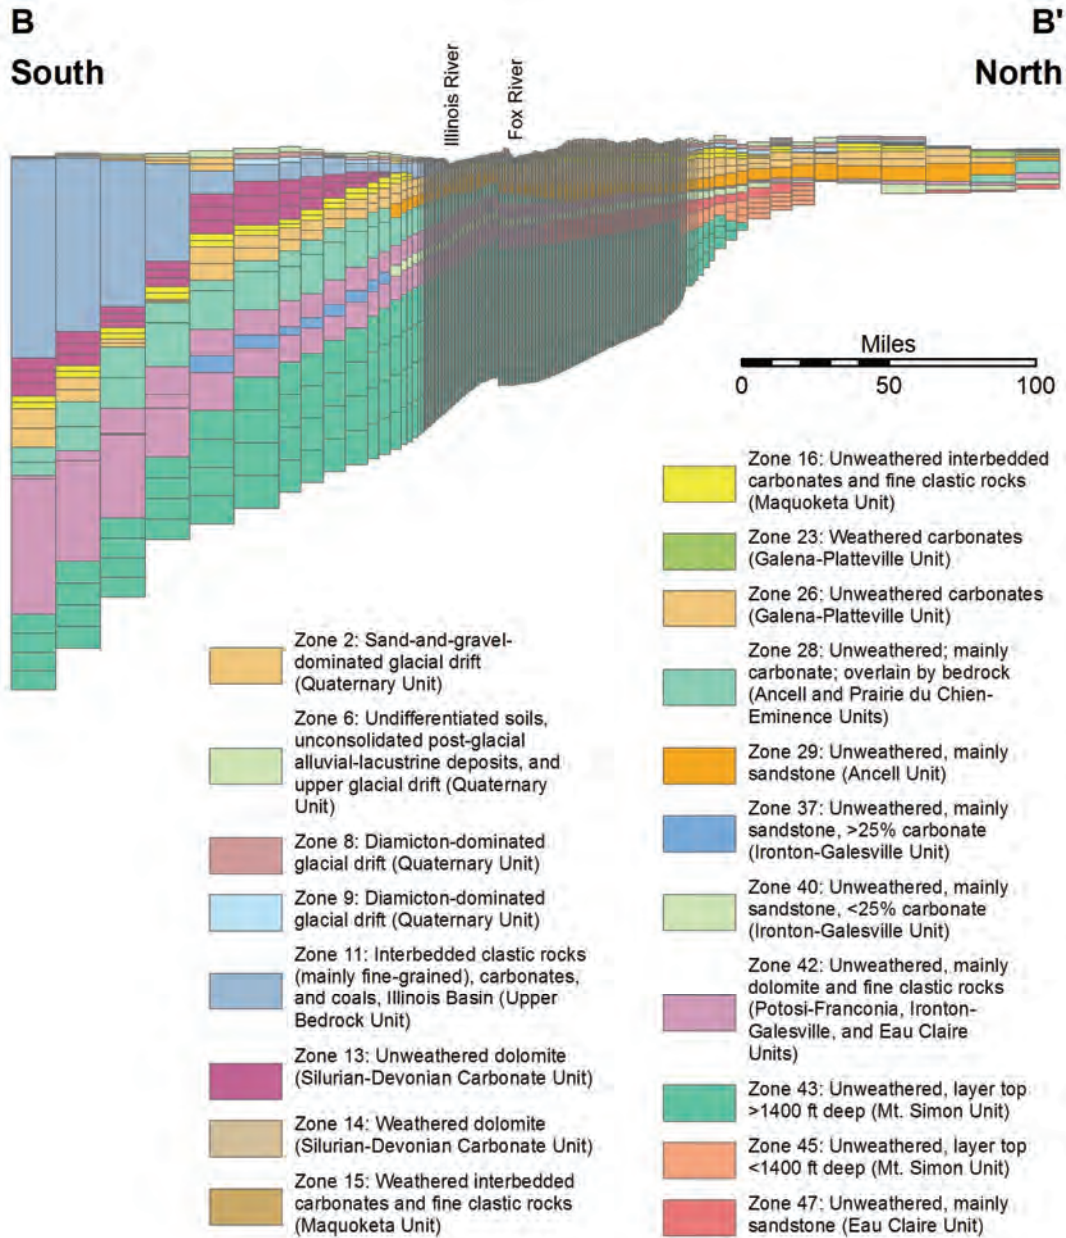 B
B'
South
North
Illinois River
Fox River
Miles
0
50
100
Zone 2: Sand-and-gravel-
dominated glacial drift
(Quaternary Unit)
Zone 6: Undifferentiated soils,
unconsolidated post-glacial
alluvial-lacustrine deposits, and
upper glacial drift (Quaternary
Unit)
Zone 8: Diamicton-dominated
glacial drift (Quaternary Unit)
Zone 9: Diamicton-dominated
glacial drift (Quaternary Unit)
Zone 11: Interbedded clastic rocks
(mainly fine-grained), carbonates,
and coals, Illinois Basin (Upper
Bedrock Unit)
Zone 13: Unweathered dolomite
(Silurian-Devonian Carbonate Unit)
Zone 14: Weathered dolomite
(Silurian-Devonian Carbonate Unit)
Zone 15: Weathered interbedded
carbonates and fine clastic rocks
(Maquoketa Unit)
Zone 16: Unweathered interbedded
carbonates and fine clastic rocks
(Maquoketa Unit)
Zone 23: Weathered carbonates
(Galena-Platteville Unit)
Zone 26: Unweathered carbonates
(Galena-Platteville Unit)
Zone 28: Unweathered; mainly
carbonate; overlain by bedrock
(Ancell and Prairie du Chien-
Eminence Units)
Zone 29: Unweathered, mainly
sandstone (Ancell Unit)
Zone 37: Unweathered, mainly
sandstone, >25% carbonate
(Ironton-Galesville Unit)
Zone 40: Unweathered, mainly
sandstone, <25% carbonate
(Ironton-Galesville Unit)
Zone 42: Unweathered, mainly
dolomite and fine clastic rocks
(Potosi-Franconia, Ironton-
Galesville, and Eau Claire
Units)
Zone 43: Unweathered, layer top
>1400 ft deep (Mt. Simon Unit)
Zone 45: Unweathered, layer top
<1400 ft deep (Mt. Simon Unit)
Zone 47: Unweathered, mainly
sandstone (Eau Claire Unit)